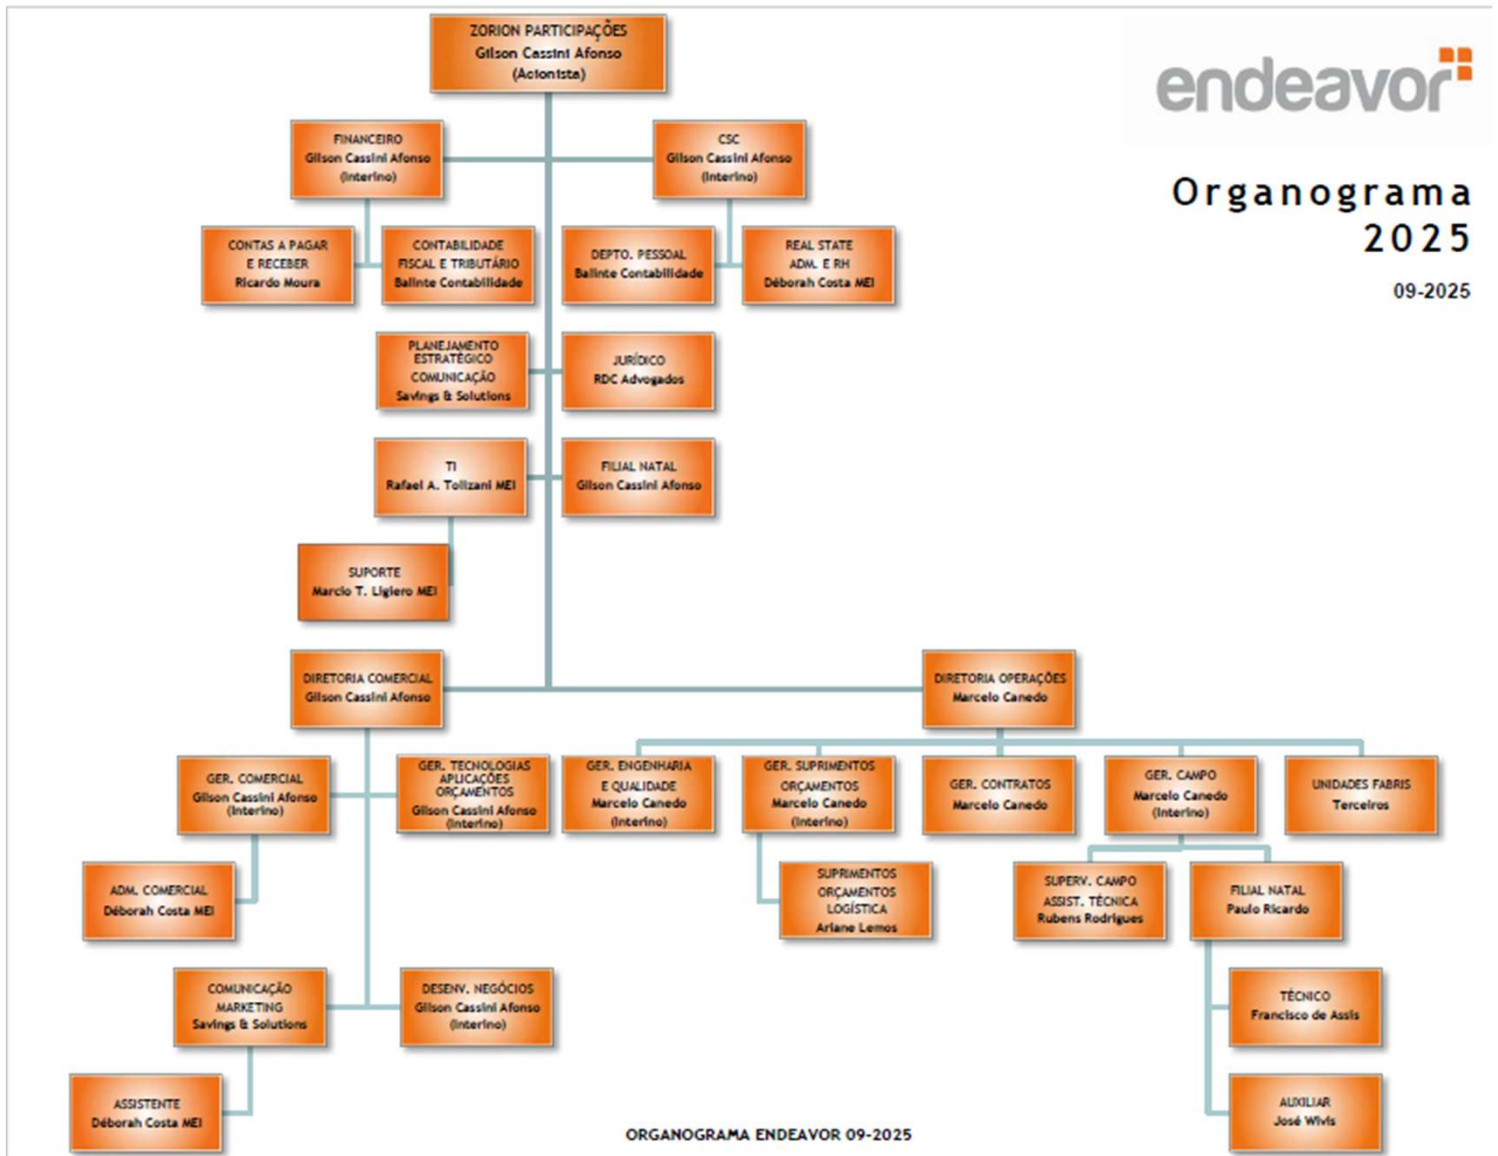 ZORION PARTICIPAÇÕES
Gilson Cassini Afonso
(Acionista)
endeavor
Organograma
2025
09-2025
FINANCEIRO
Gilson Cassini Afonso
(Interino)
CSC
Gilson Cassini Afonso
(Interino)
CONTAS A PAGAR
E RECEBER
Ricardo Moura
CONTABILIDADE
FISCAL E TRIBUTÁRIO
Balinte Contabilidade
DEPTO. PESSOAL
Balinte Contabilidade
REAL STATE
ADM. E RH
Déborah Costa MEI
PLANEJAMENTO
ESTRATÉGICO
COMUNICAÇÃO
Savings & Solutions
JURÍDICO
RDC Advogados
TI
Rafael A. Tolizani MEI
FILIAL NATAL
Gilson Cassini Afonso
SUPORTE
Marcio T. Ligiero MEI
DIRETORIA COMERCIAL
Gilson Cassini Afonso
DIRETORIA OPERAÇÕES
Marcelo Canedo
GER. COMERCIAL
Gilson Cassini Afonso
(Interino)
GER. TECNOLOGIAS
APLICAÇÕES
ORÇAMENTOS
Gilson Cassini Afonso
(Interino)
GER. ENGENHARIA
E QUALIDADE
Marcelo Canedo
(Interino)
GER. SUPRIMENTOS
ORÇAMENTOS
Marcelo Canedo
(Interino)
GER. CONTRATOS
Marcelo Canedo
GER. CAMPO
Marcelo Canedo
(Interino)
UNIDADES FABRIS
Terceiros
ADM. COMERCIAL
Déborah Costa MEI
SUPRIMENTOS
ORÇAMENTOS
LOGÍSTICA
Ariane Lemos
SUPERV. CAMPO
ASSIST. TÉCNICA
Rubens Rodrigues
FILIAL NATAL
Paulo Ricardo
COMUNICAÇÃO
MARKETING
Savings & Solutions
DESENV. NEGÓCIOS
Gilson Cassini Afonso
(Interino)
TÉCNICO
Francisco de Assis
ASSISTENTE
Déborah Costa MEI
AUXILIAR
José Wivis
ORGANOGRAMA ENDEAVOR 09-2025